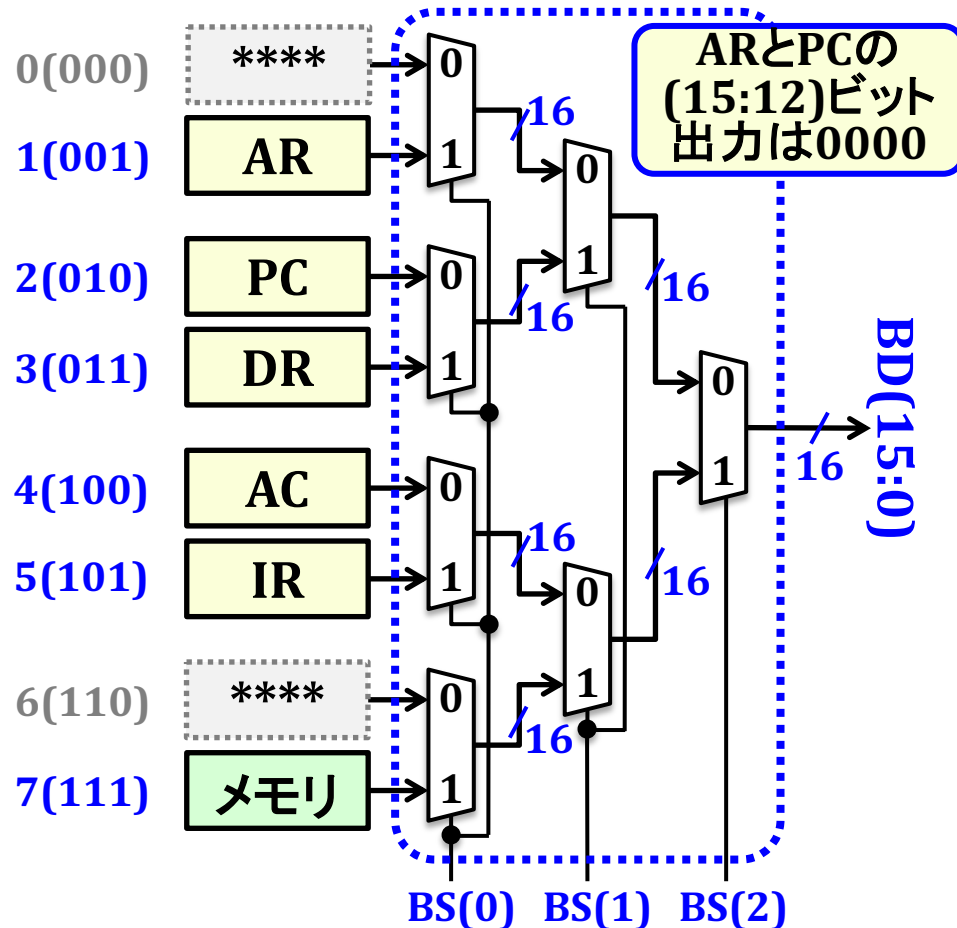 ARとPCの
(15:12)ビット
出力は0000
0(000)
****
0
1(001)
AR
1
16
0
2(010)
PC
0
1
16
16
3(011)
DR
1
0
BD(15:0)
4(100)
AC
0
1
16
16
5(101)
IR
1
0
16
6(110)
****
0
1
16
7(111)
メモリ
1
BS(0)
BS(1)
BS(2)